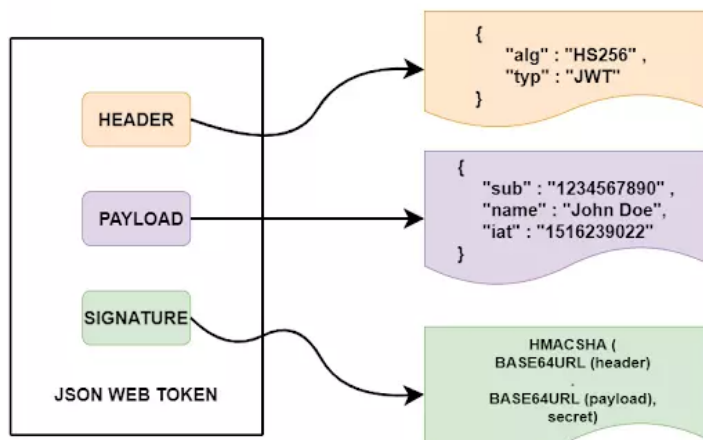 HEADER
PAYLOAD
SIGNATURE
JSON WEB TOKEN
{
"alg" : "HS256" ,
"typ" : "JWT"
}
{
"sub" : "1234567890" ,
"name" : "John Doe",
"iat" : "1516239022"
}
HMACSHA (
BASE64URL (header)
.
BASE64URL (payload),
secret)